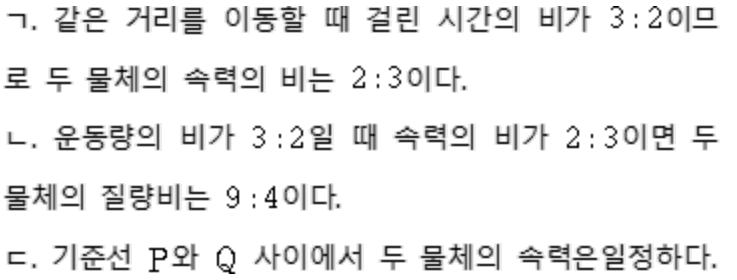 ㄱ. 같은 거리를 이동할 때 걸린 시간의 비가 3:2이므
로 두 물체의 속력의 비는 2:3이다.
ㄴ. 운동량의 비가 3:2일 때 속력의 비가 2:3이면 두
물체의 질량비는 9:4이다.
ㄷ. 기준선 P와 Q 사이에서 두 물체의 속력은일정하다.